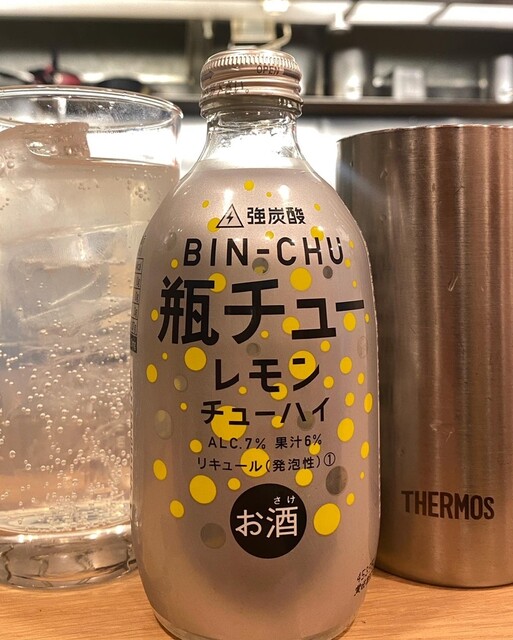 OPEN
強炭酸
BIN-CHU
瓶チュー
レモン
チューハイ
ALC.7% 果汁6%
リキュール(発泡性)①
さけ
お酒
THERMOS